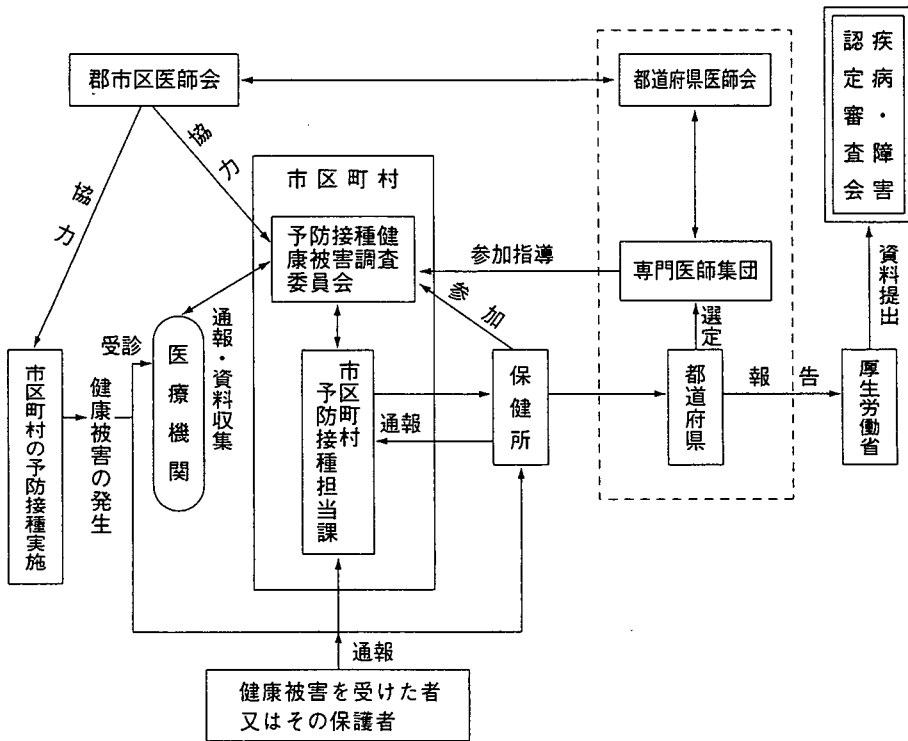 郡市区医師会
都道府県医師会
疾病・障害
認定審査会
協力
協力
市区町村
予防接種健
康被害調査
委員会
参加指導
専門医師集団
資料提出
参加
選定
受診
医療機関
通報・資料収集
市区町村
予防接種担当課
通報
保健所
都道府県
報告
厚生労働省
市区町村の予防接種実施
健康被害の発生
通報
健康被害を受けた者
又はその保護者